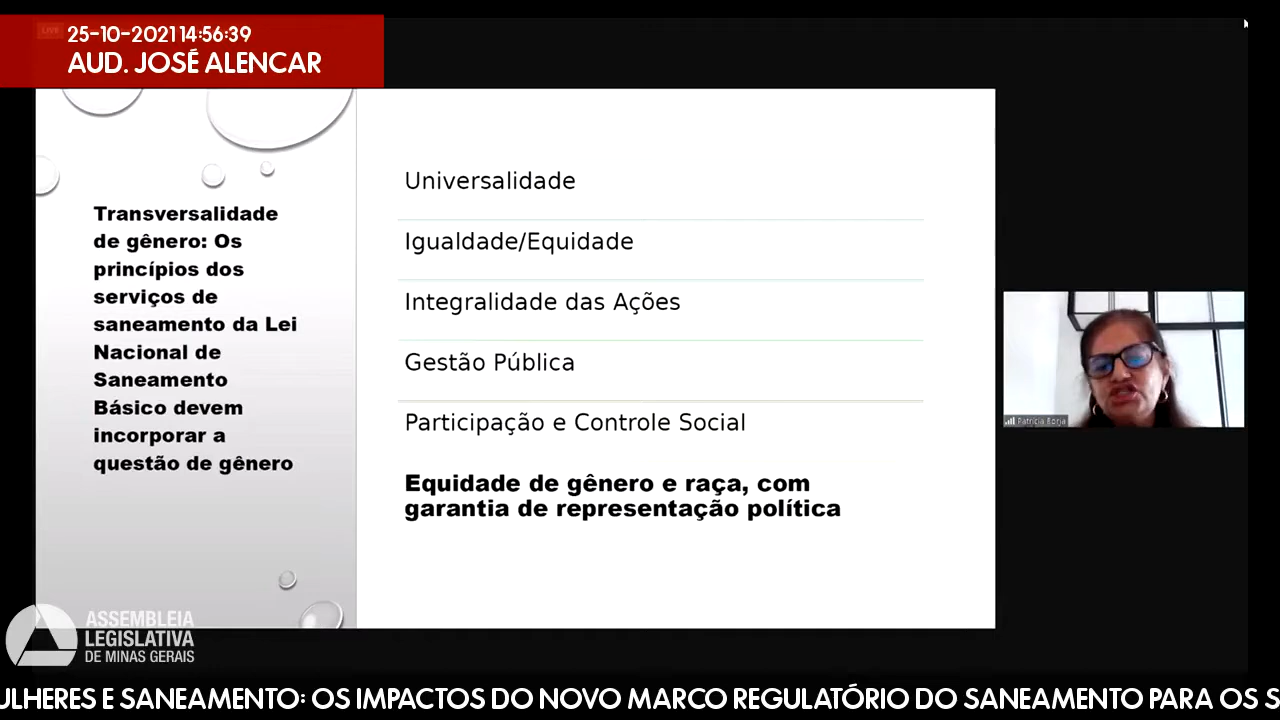 LIVE
25-10-2021 14:56:39
AUD. JOSÉ ALENCAR
Transversalidade
de gênero: Os
princípios dos
serviços de
saneamento da Lei
Nacional de
Saneamento
Básico devem
incorporar a
questão de gênero
Universalidade
Igualdade/Equidade
Integralidade das Ações
Gestão Pública
Participação e Controle Social
Equidade de gênero e raça, com
garantia de representação política
Patrícia Borja
ASSEMBLEIA
LEGISLATIVA
DE MINAS GERAIS
ULHERES E SANEAMENTO: OS IMPACTOS DO NOVO MARCO REGULATÓRIO DO SANEAMENTO PARA OS S